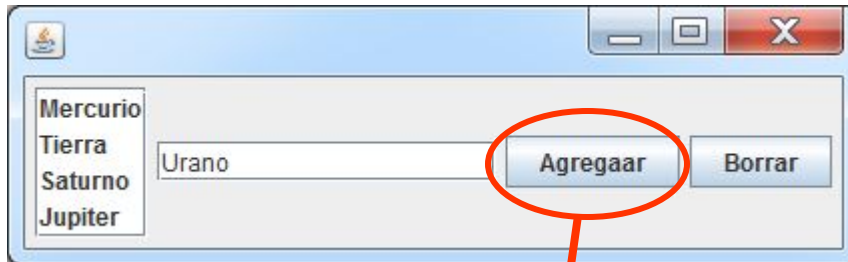 Mercurio
Tierra
Saturno
Jupiter
Urano
Agregaar
Borrar